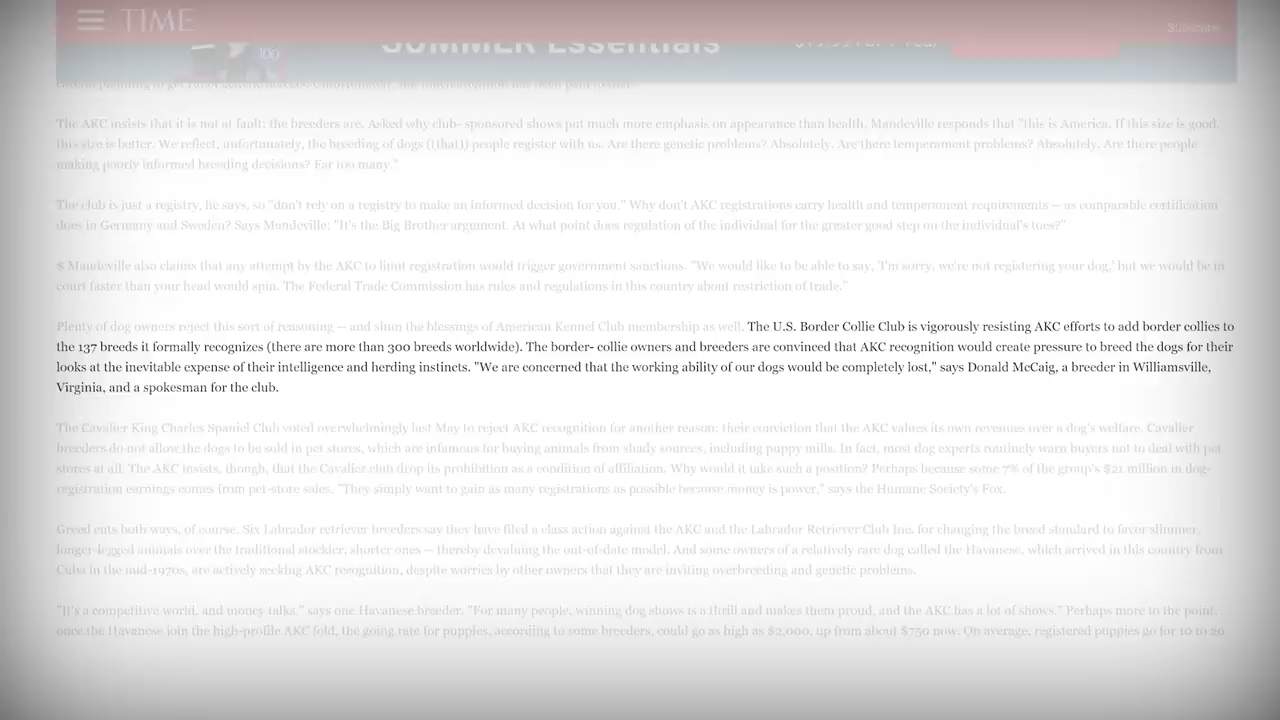 TIME
Subscribe
100
SUMMER Essentials
The AKC insists that it is not at fault: the breeders are. Asked why club- sponsored shows put much more emphasis on appearance than health, Mandeville responds that "this is America. If this size is good,
this size is better. We reflect, unfortunately, the breeding of dogs ((that)) people register with us. Are there genetic problems? Absolutely. Are there temperament problems? Absolutely. Are there people
making poorly informed breeding decisions? Far too many."
The club is just a registry, he says, so "don't rely on a registry to make an informed decision for you." Why don't AKC registrations carry health and temperament requirements -- as comparable certification
does in Germany and Sweden? Says Mandeville: "It's the Big Brother argument. At what point does regulation of the individual for the greater good step on the individual's toes?"
$ Mandeville also claims that any attempt by the AKC to limit registration would trigger government sanctions. "We would like to be able to say, 'I'm sorry, we're not registering your dog,' but we would be in
court faster than your head would spin. The Federal Trade Commission has rules and regulations in this country about restriction of trade."
Plenty of dog owners reject this sort of reasoning -- and shun the blessings of American Kennel Club membership as well. The U.S. Border Collie Club is vigorously resisting AKC efforts to add border collies to
the 137 breeds it formally recognizes (there are more than 300 breeds worldwide). The border- collie owners and breeders are convinced that AKC recognition would create pressure to breed the dogs for their
looks at the inevitable expense of their intelligence and herding instincts. "We are concerned that the working ability of our dogs would be completely lost," says Donald McCaig, a breeder in Williamsville,
Virginia, and a spokesman for the club.
The Cavalier King Charles Spaniel Club voted overwhelmingly last May to reject AKC recognition for another reason: their conviction that the AKC values its own revenues over a dog's welfare. Cavalier
breeders do not allow the dogs to be sold in pet stores, which are infamous for buying animals from shady sources, including puppy mills. In fact, most dog experts routinely warn buyers not to deal with pet
stores at all. The AKC insists, though, that the Cavalier club drop its prohibition as a condition of affiliation. Why would it take such a position? Perhaps because some 7% of the group's $21 million in dog-
registration earnings comes from pet-store sales. "They simply want to gain as many registrations as possible because money is power," says the Humane Society's Fox.
Greed cuts both ways, of course. Six Labrador retriever breeders say they have filed a class action against the AKC and the Labrador Retriever Club Inc. for changing the breed standard to favor slimmer,
longer-legged animals over the traditional stockier, shorter ones -- thereby devaluing the out-of-date model. And some owners of a relatively rare dog called the Havanese, which arrived in this country from
Cuba in the mid-1970s, are actively seeking AKC recognition, despite worries by other owners that they are inviting overbreeding and genetic problems.
"It's a competitive world, and money talks," says one Havanese breeder. "For many people, winning dog shows is a thrill and makes them proud, and the AKC has a lot of shows." Perhaps more to the point,
once the Havanese join the high-profile AKC fold, the going rate for puppies, according to some breeders, could go as high as $2,000, up from about $750 now. On average, registered puppies go for 10 to 20